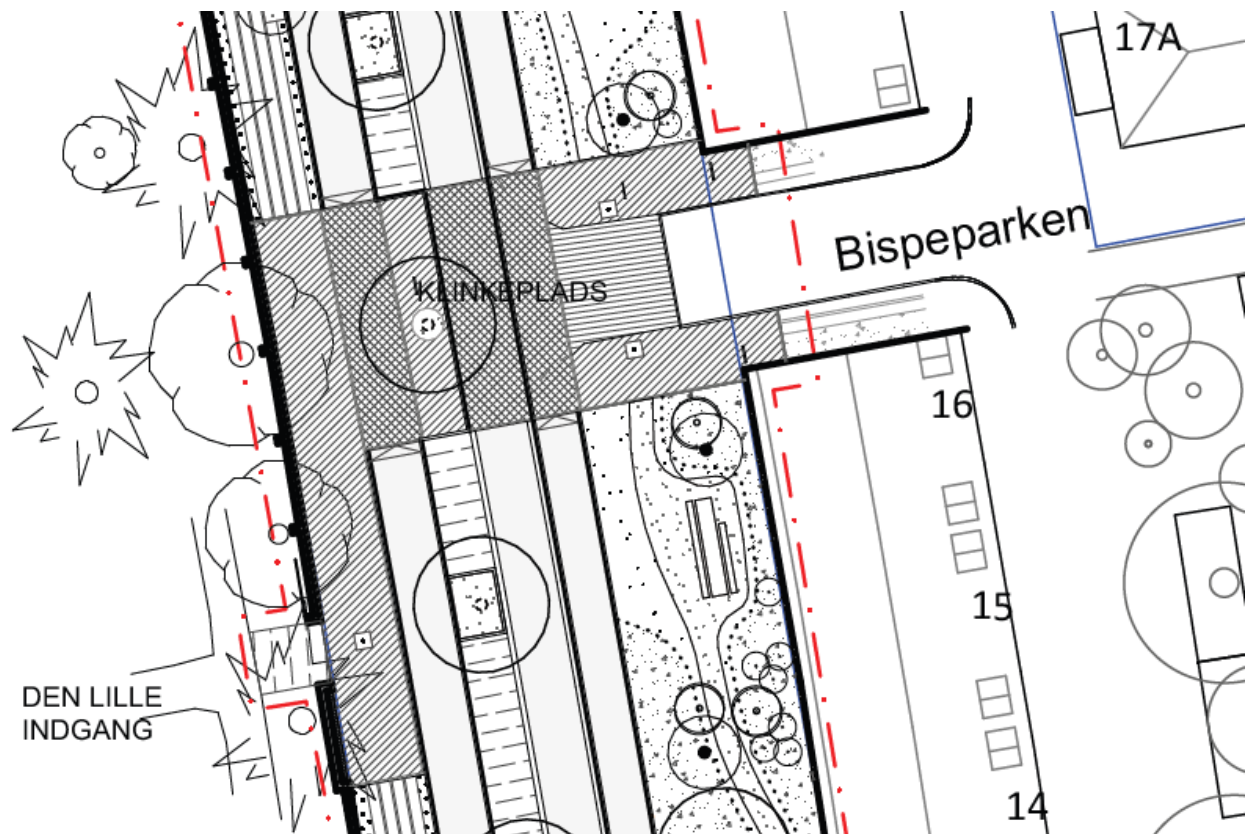 17A
Bispeparken
KLINKEPLADS
16
15
DEN LILLE
INDGANG
14